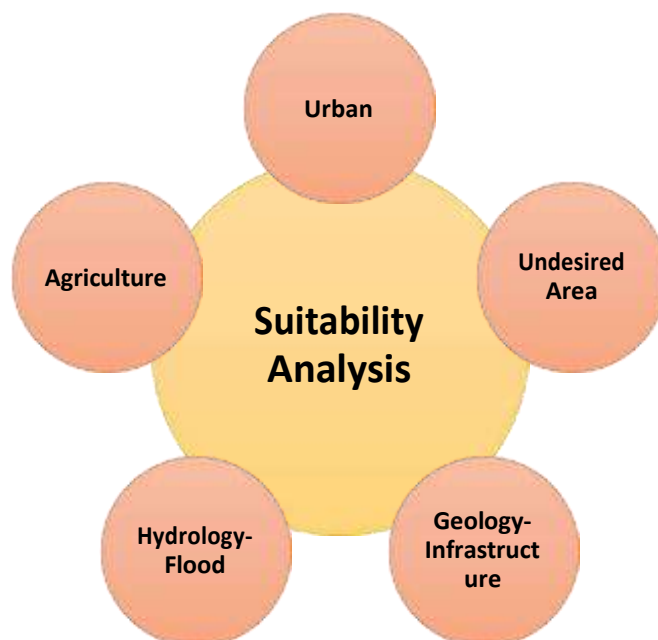 Urban
Agriculture
Undesired
Area
Suitability
Analysis
Hydrology-
Flood
Geology-
Infrastruct
ure